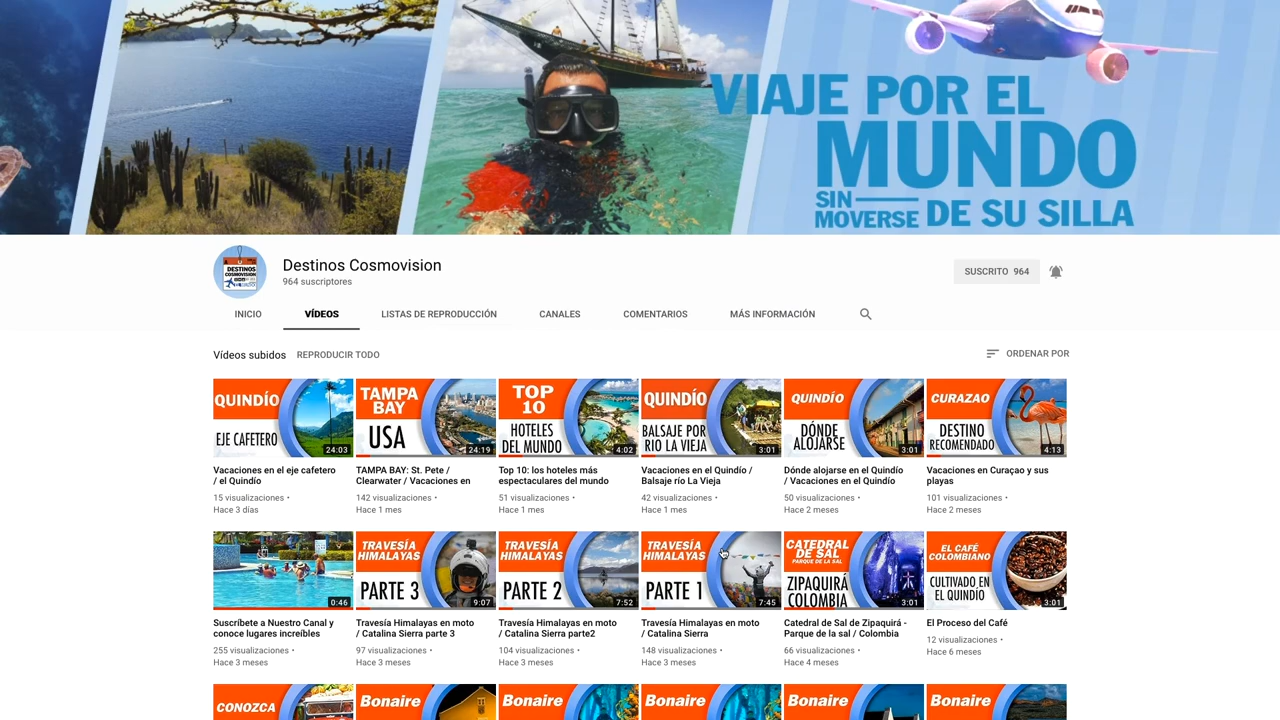 VIAJE POR EL
MUNDO
SIN
MOVERSE DE SU SILLA
DESTINOS
COSMOVISION
Destinos Cosmovision
964 suscriptores
SUSCRITO 964
INICIO VÍDEOS LISTAS DE REPRODUCCIÓN CANALES COMENTARIOS MÁS INFORMACIÓN
Vídeos subidos REPRODUCIR TODO
ORDENAR POR
QUINDÍO
EJE CAFETERO
24:03
TAMPA
BAY
USA
24:19
TOP
10
HOTELES
DEL MUNDO
4:02
QUINDÍO
BALSAJE POR
RIO LA VIEJA
3:01
QUINDÍO
DÓNDE
ALOJARSE
3:01
CURAZAO
DESTINO
RECOMENDADO
4:13
Vacaciones en el eje cafetero
/ el Quindío
15 visualizaciones •
Hace 3 días
TAMPA BAY: St. Pete /
Clearwater / Vacaciones en
142 visualizaciones •
Hace 1 mes
Top 10: los hoteles más
espectaculares del mundo
51 visualizaciones •
Hace 1 mes
Vacaciones en el Quindío /
Balsaje río La Vieja
42 visualizaciones •
Hace 1 mes
Dónde alojarse en el Quindío
/ Vacaciones en el Quindío
50 visualizaciones •
Hace 2 meses
Vacaciones en Curaçao y sus
playas
101 visualizaciones •
Hace 2 meses
0:46
TRAVESÍA
HIMALAYAS
PARTE 3
9:07
TRAVESÍA
HIMALAYAS
PARTE 2
7:52
TRAVESÍA
HIMALAYAS
PARTE 1
7:45
CATEDRAL
DE SAL
PARQUE DE LA SAL
ZIPAQUIRÁ
COLOMBIA
3:01
EL CAFÉ
COLOMBIANO
CULTIVADO EN
EL QUINDÍO
3:01
Suscríbete a Nuestro Canal y
conoce lugares increíbles
255 visualizaciones •
Hace 3 meses
Travesía Himalayas en moto
/ Catalina Sierra parte 3
97 visualizaciones •
Hace 3 meses
Travesía Himalayas en moto
/ Catalina Sierra parte2
104 visualizaciones •
Hace 3 meses
Travesía Himalayas en moto
/ Catalina Sierra
148 visualizaciones •
Hace 3 meses
Catedral de Sal de Zipaquirá -
Parque de la sal / Colombia
66 visualizaciones •
Hace 4 meses
El Proceso del Café
12 visualizaciones •
Hace 6 meses
CONOZCA
Bonaire
Bonaire
Bonaire
Bonaire
Bonaire